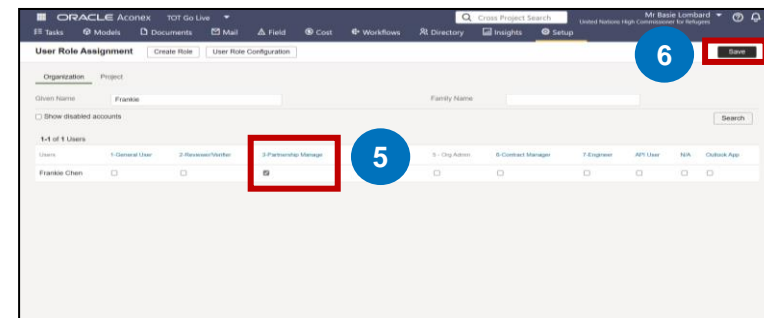 ORACLE Aconex TOT Go Live Cross Project Search Mr Basie Lombard
United Nations High Commissioner for Refugees
Tasks Models Documents Mail Field Cost Workflows Directory Insights Setup
User Role Assignment Create Role User Role Configuration 6 Save
Organization Project
Given Name Frankie Family Name
Show disabled accounts Search
1-1 of 1 Users
Users 1-General User 2-Reviewer/Verifier 3-Partnership Manage 5 5 - Org Admin 6-Contract Manager 7-Engineer API User N/A Outlook App
Frankie Chen